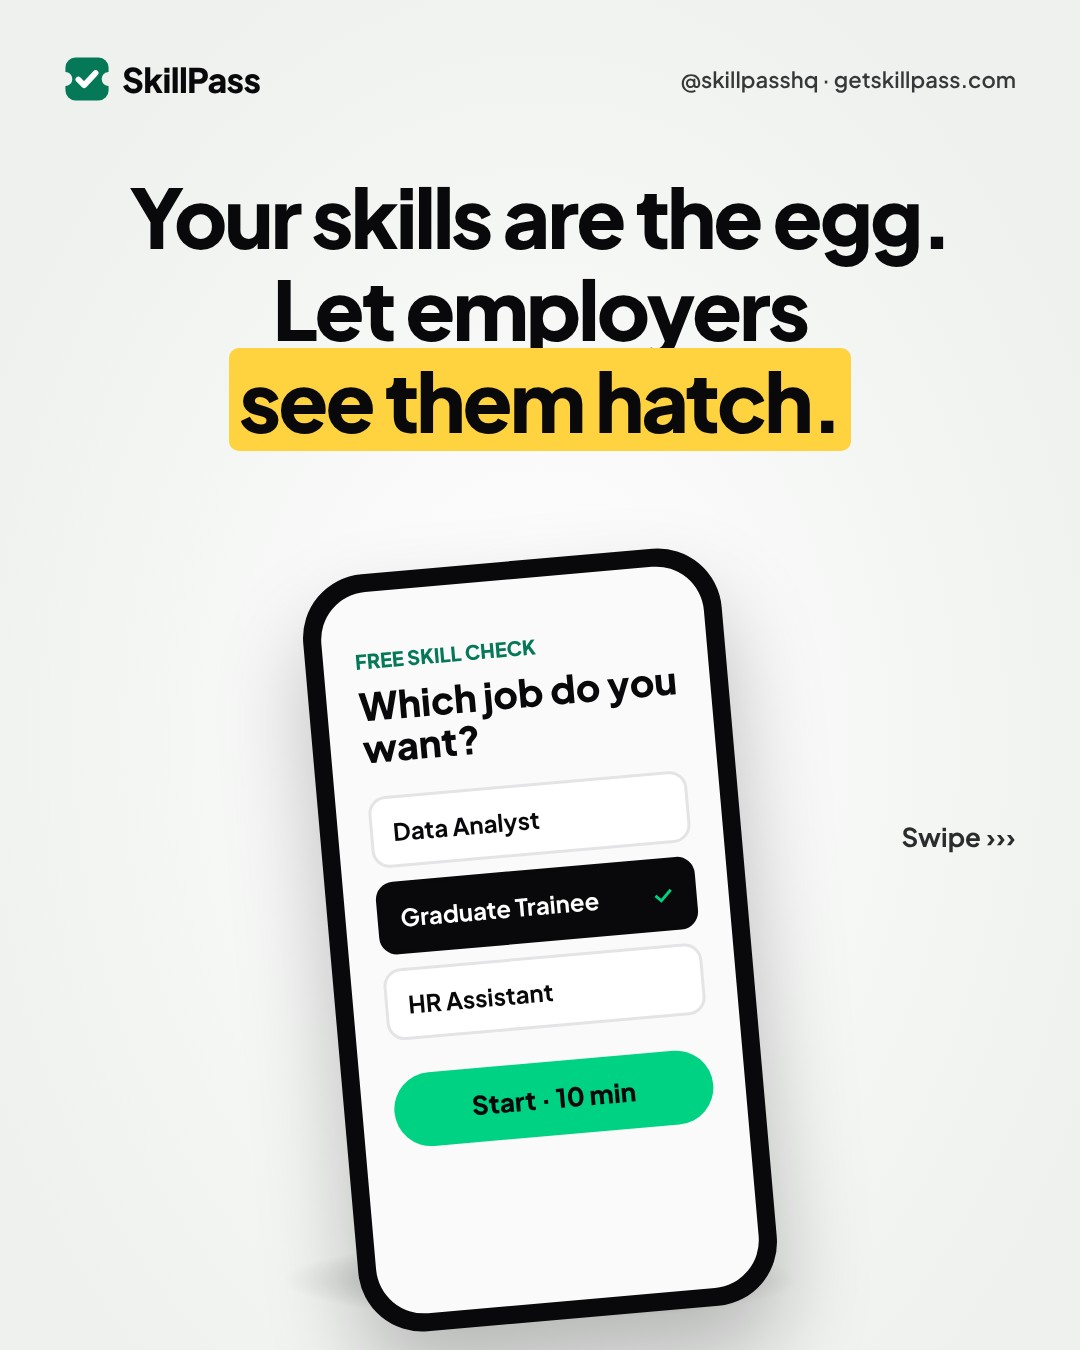 SkillPass
@skillpasshq · getskillpass.com
Your skills are the egg.
Let employers
see them hatch.
FREE SKILL CHECK
Which job do you
want?
Data Analyst
Graduate Trainee
HR Assistant
Start · 10 min
Swipe ›››